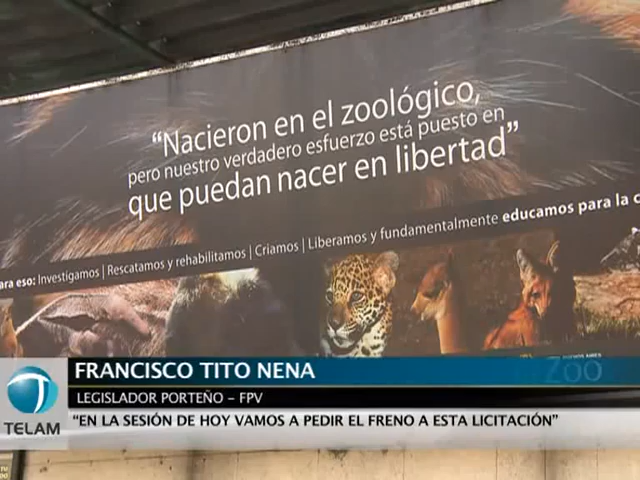 “Nacieron en el zoológico,
pero nuestro verdadero esfuerzo está puesto en
que puedan nacer en libertad”
ara eso: Investigamos | Rescatamos y rehabilitamos | Criamos | Liberamos y fundamentalmente educamos para la c
BUENOS AIRES
ZOO
FRANCISCO TITO NENA
LEGISLADOR PORTEÑO – FPV
TELAM
“EN LA SESIÓN DE HOY VAMOS A PEDIR EL FRENO A ESTA LICITACIÓN”